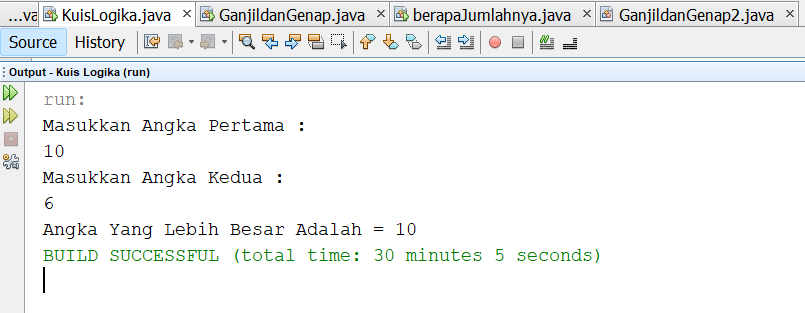 ...va KuisLogika.java GanjildanGenap.java berapaJumlahnya.java GanjildanGenap2.java
Source History
Output - Kuis Logika (run)
run:
Masukkan Angka Pertama :
10
Masukkan Angka Kedua :
6
Angka Yang Lebih Besar Adalah = 10
BUILD SUCCESSFUL (total time: 30 minutes 5 seconds)